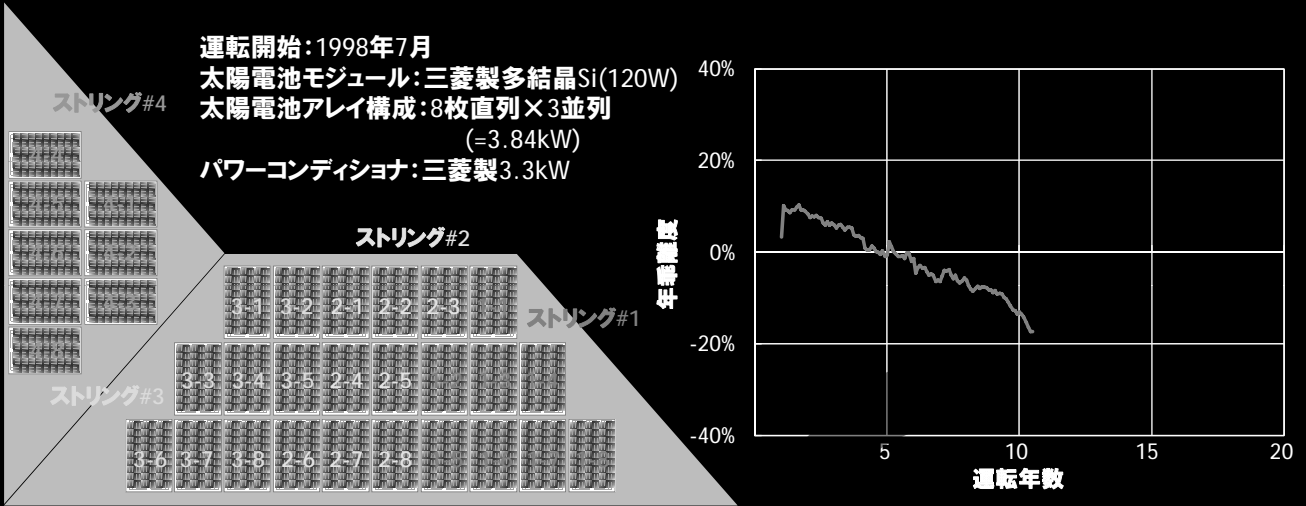 運転開始：1998年7月
太陽電池モジュール：三菱製多結晶Si(120W)
太陽電池アレイ構成：8枚直列×3並列
(=3.84kW)
パワーコンディショナ：三菱製3.3kW
ストリング#4
ストリング#2
ストリング#1
ストリング#3
3-1 3-2 2-1 2-2 2-3
3-3 3-4 3-5 2-4 2-5
3-6 3-7 3-8 2-6 2-7 2-8
40%
20%
0%
-20%
-40%
5 10 15 20
運転年数